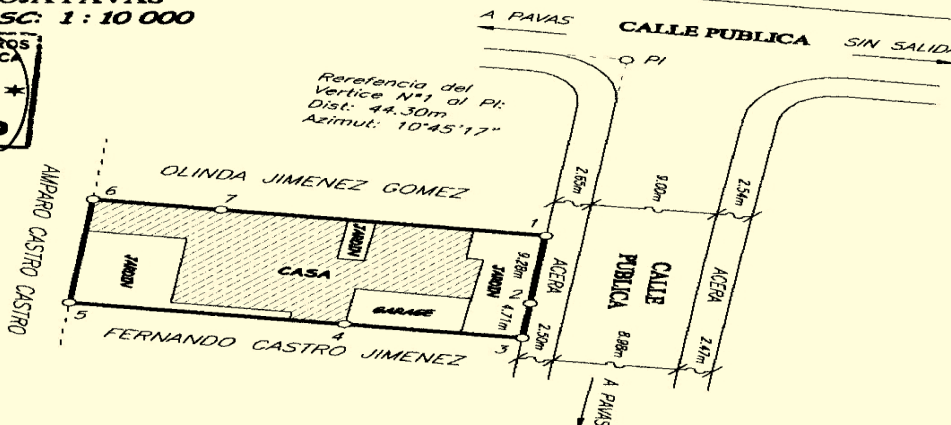 SC: 1 : 10 000
A PAVAS
CALLE PUBLICA
SIN SALIDA
PI
Rerefencia del
Vertice N°1 al PI:
Dist: 44.30m
Azimut: 10°45'17"
OLINDA JIMENEZ GOMEZ
AMPARO CASTRO CASTRO
6
7
1
2.65m
9.00m
2.54m
JARDIN
CASA
JARDIN
GARAGE
JARDIN
9.28m
2
4.71m
ACERA
CALLE
PUBLICA
ACERA
5
4
3
2.50m
8.98m
2.47m
FERNANDO CASTRO JIMENEZ
A PAVAS